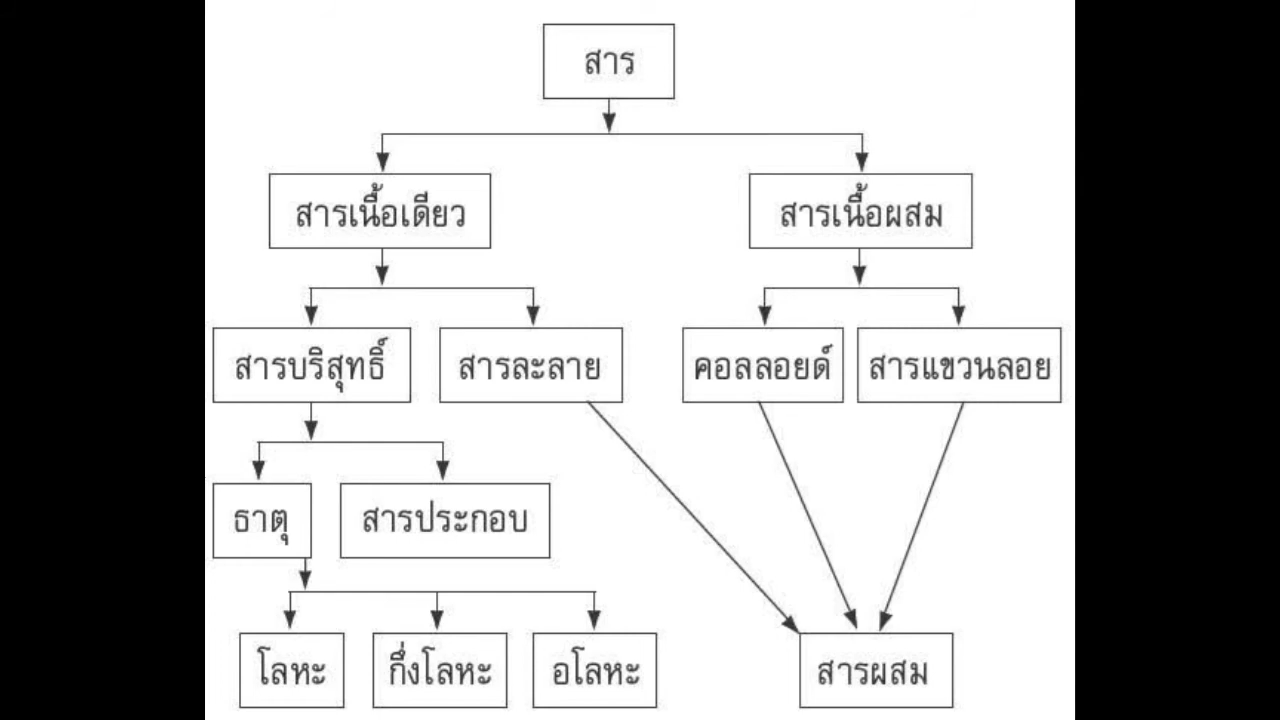 สาร
สารเนื้อเดียว
สารเนื้อผสม
สารบริสุทธิ์
สารละลาย
คอลลอยด์
สารแขวนลอย
ธาตุ
สารประกอบ
โลหะ
กึ่งโลหะ
อโลหะ
สารผสม